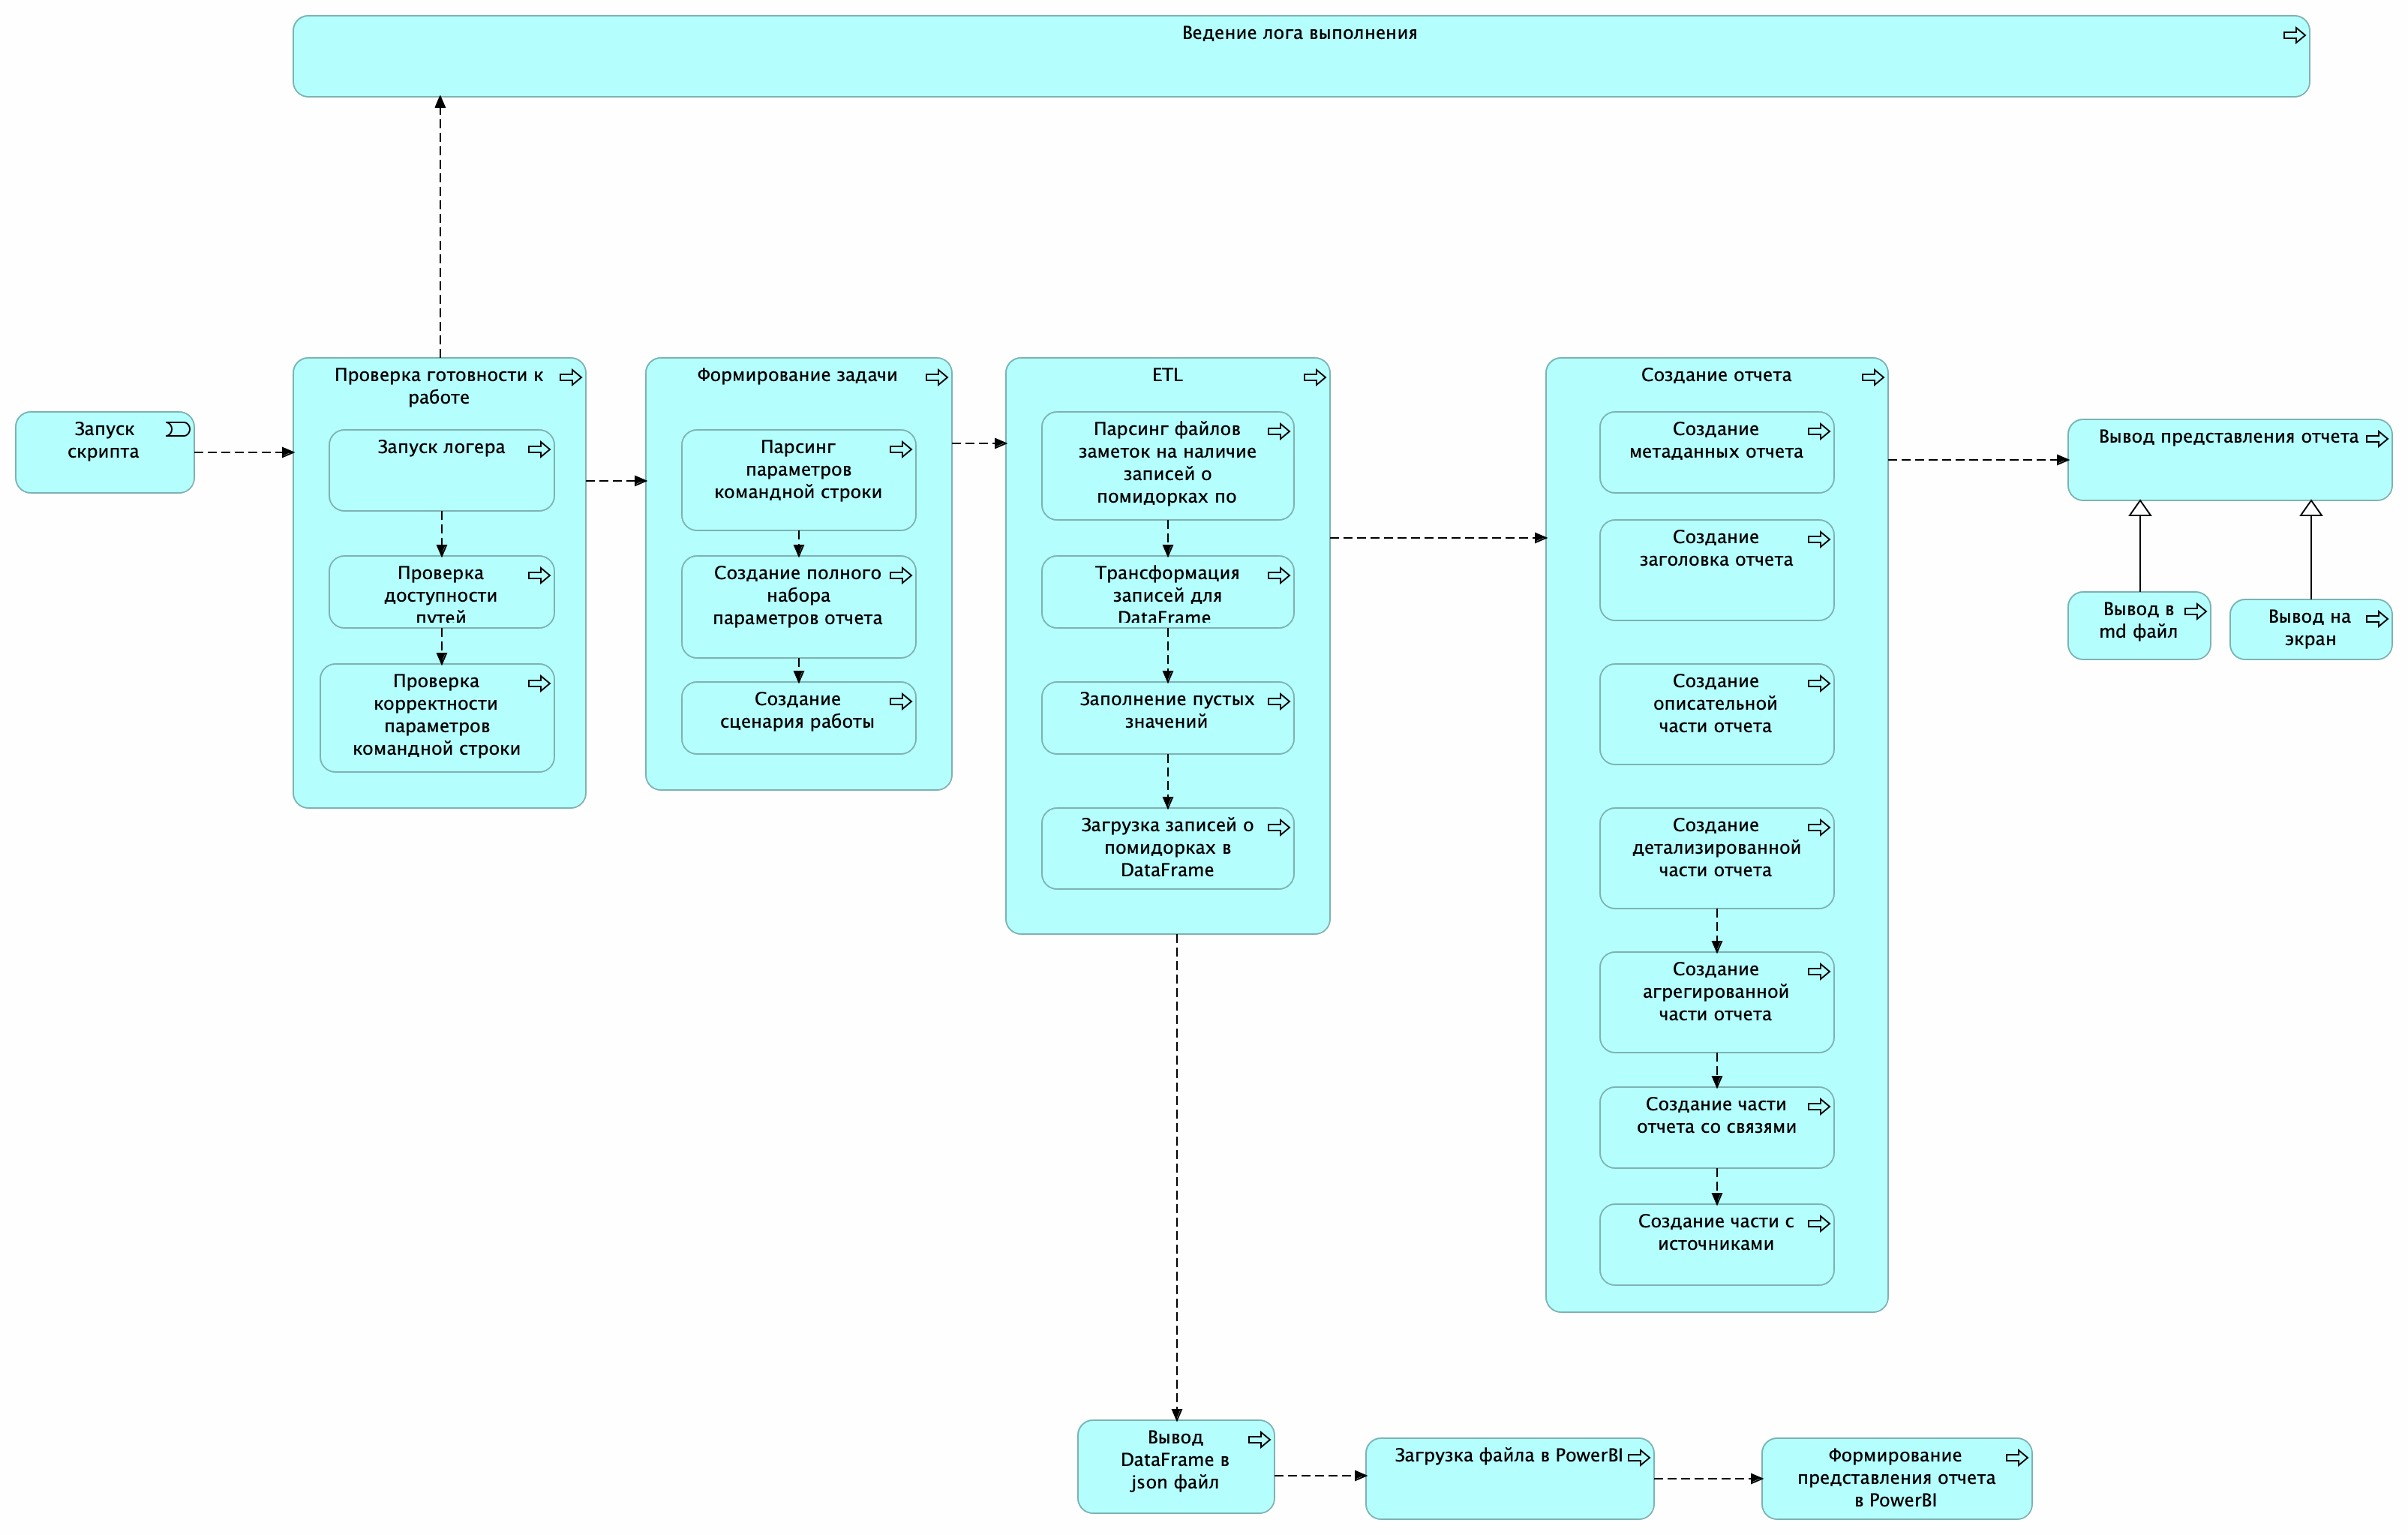 Ведение лога выполнения
Запуск
скрипта
Проверка готовности к
работе
Запуск логера
Проверка
доступности
путей
Проверка
корректности
параметров
командной строки
Формирование задачи
Парсинг
параметров
командной строки
Создание полного
набора
параметров отчета
Создание
сценария работы
ETL
Парсинг файлов
заметок на наличие
записей о
помидорках по
Трансформация
записей для
DataFrame
Заполнение пустых
значений
Загрузка записей о
помидорках в
DataFrame
Создание отчета
Создание
метаданных отчета
Создание
заголовка отчета
Создание
описательной
части отчета
Создание
детализированной
части отчета
Создание
агрегированной
части отчета
Создание части
отчета со связями
Создание части с
источниками
Вывод представления отчета
Вывод в
md файл
Вывод на
экран
Вывод
DataFrame в
json файл
Загрузка файла в PowerBI
Формирование
представления отчета
в PowerBI